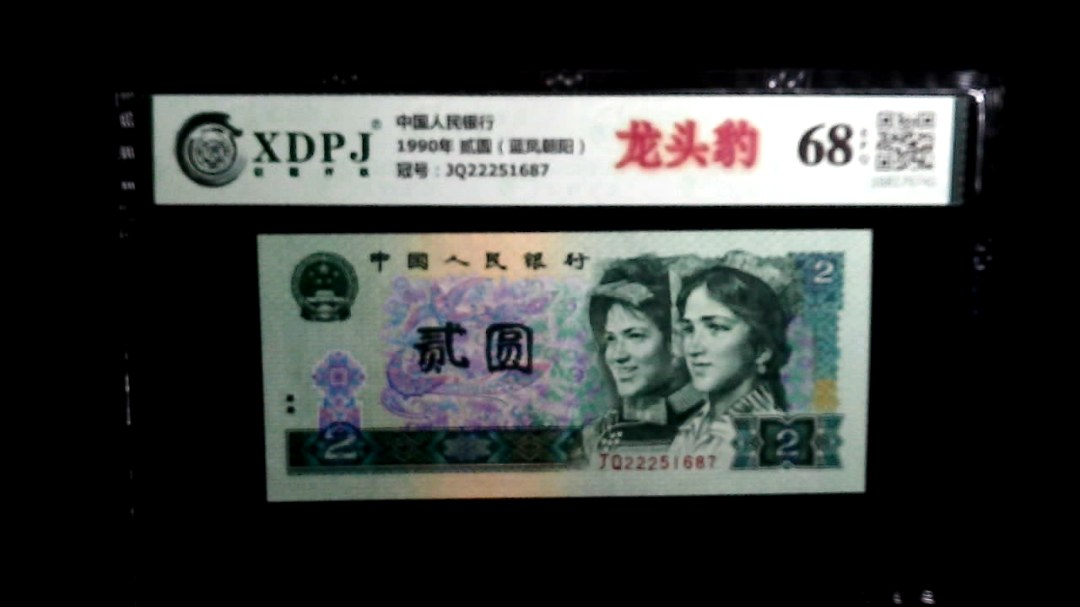 XDPJ®
中国人民银行
1990年 贰圆（蓝凤朝阳）
冠号：JQ22251687
龙头豹
68
EPQ
中国人民银行
2
贰圆
2
JQ22251687
2